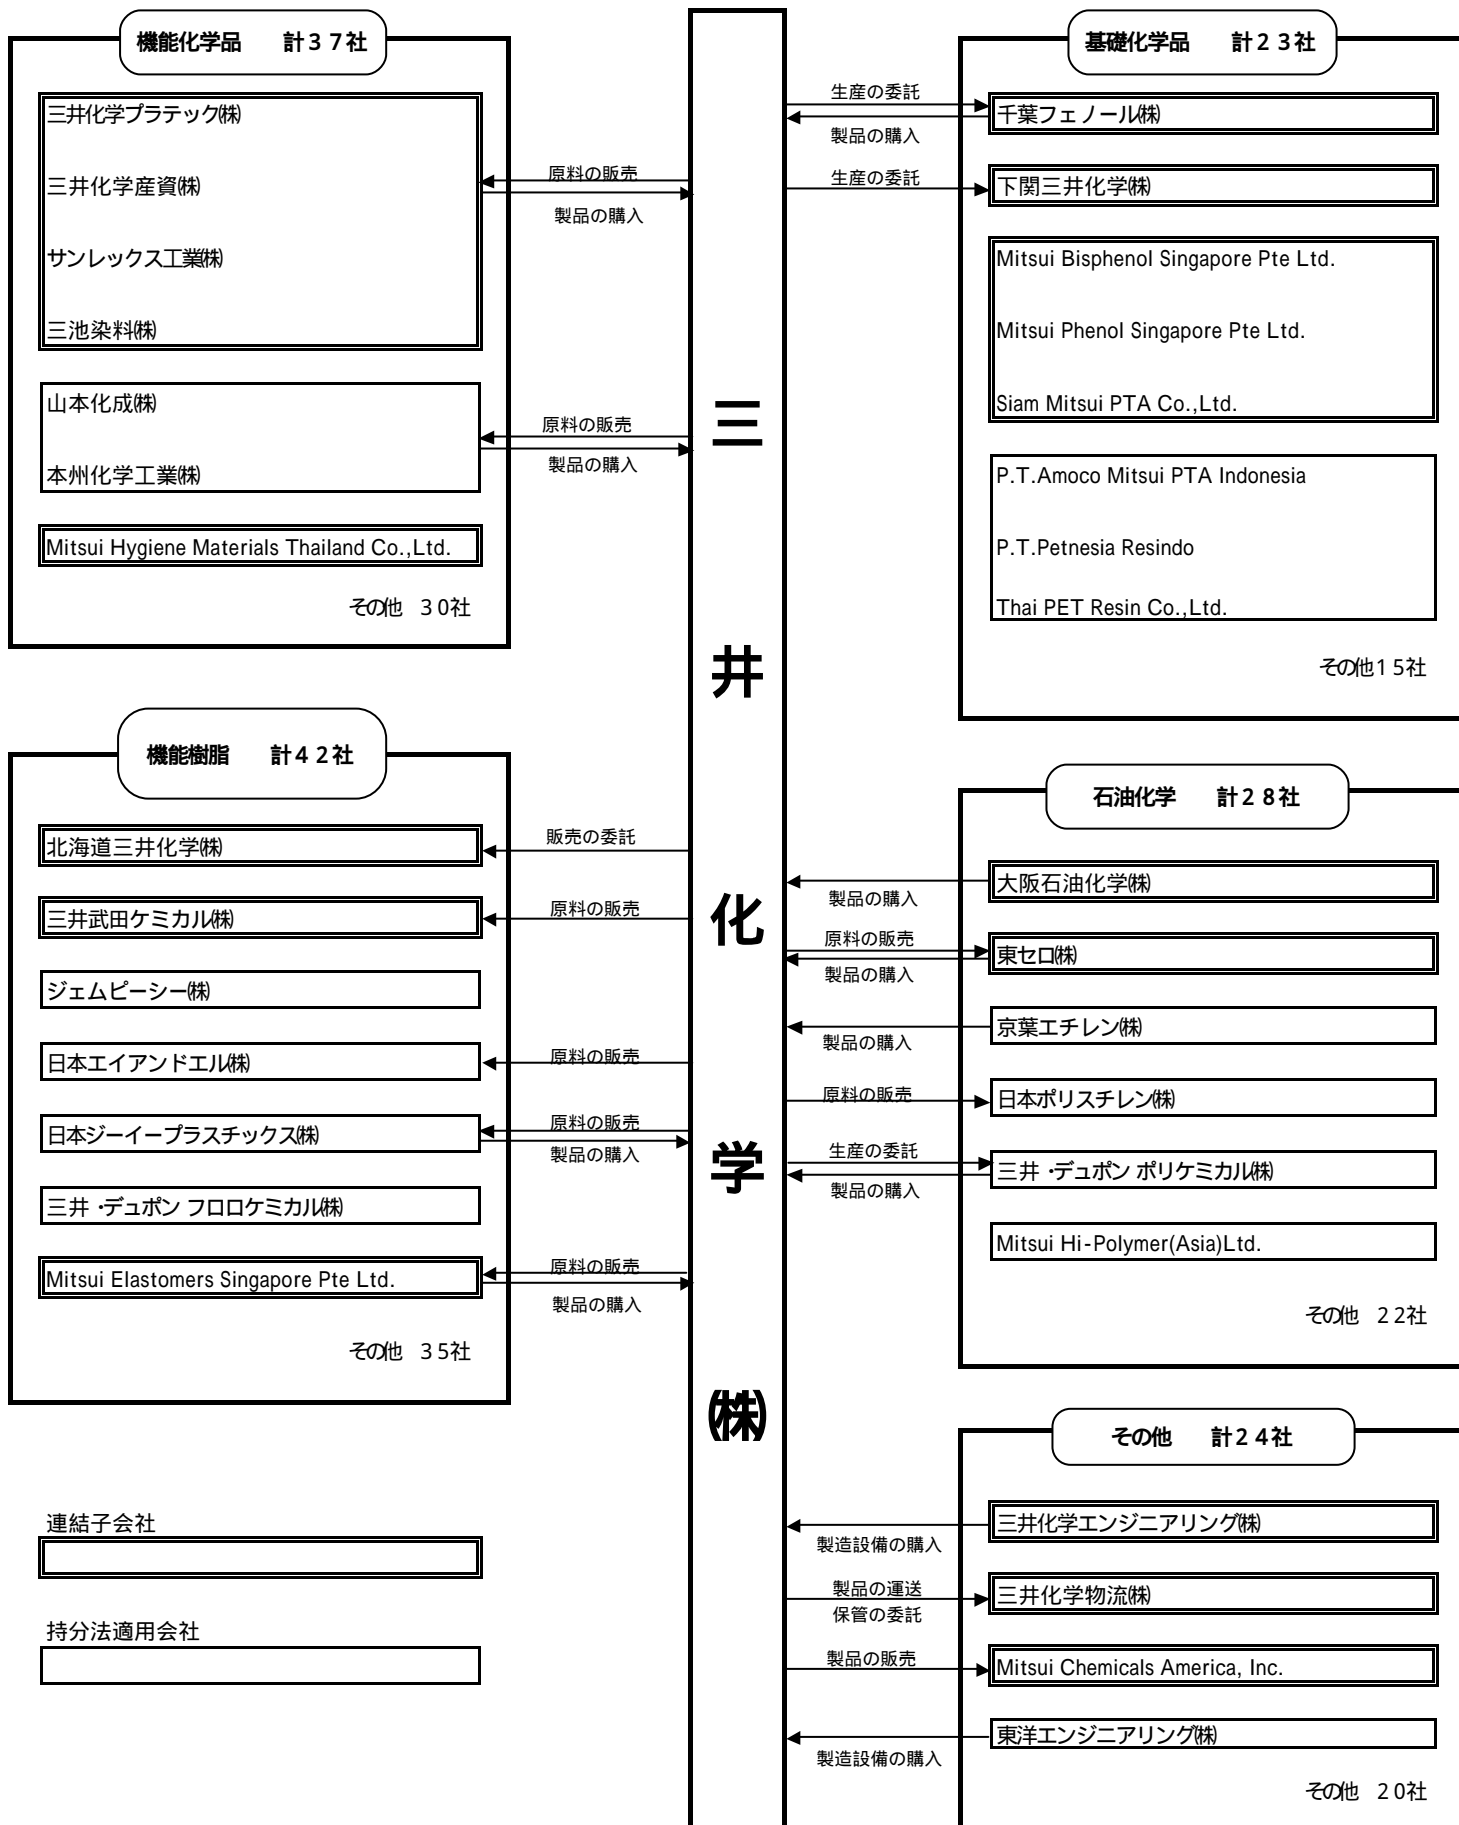 機能化学品　計３７社
三井化学プラテック㈱
三井化学産資㈱
サンレックス工業㈱
三池染料㈱
原料の販売
製品の購入
山本化成㈱
本州化学工業㈱
原料の販売
製品の購入
Mitsui Hygiene Materials Thailand Co.,Ltd.
その他　３０社
機能樹脂　計４２社
北海道三井化学㈱
販売の委託
三井武田ケミカル㈱
原料の販売
ジェムピーシー㈱
日本エイアンドエル㈱
原料の販売
日本ジーイープラスチックス㈱
原料の販売
製品の購入
三井・デュポン フロロケミカル㈱
Mitsui Elastomers Singapore Pte Ltd.
原料の販売
製品の購入
その他　３５社
連結子会社
持分法適用会社
三
井
化
学
㈱
基礎化学品　計２３社
生産の委託
千葉フェノール㈱
製品の購入
生産の委託
下関三井化学㈱
Mitsui Bisphenol Singapore Pte Ltd.
Mitsui Phenol Singapore Pte Ltd.
Siam Mitsui PTA Co.,Ltd.
P.T.Amoco Mitsui PTA Indonesia
P.T.Petnesia Resindo
Thai PET Resin Co.,Ltd.
その他１５社
石油化学　計２８社
大阪石油化学㈱
製品の購入
原料の販売
東セロ㈱
製品の購入
京葉エチレン㈱
製品の購入
原料の販売
日本ポリスチレン㈱
生産の委託
三井・デュポン ポリケミカル㈱
製品の購入
Mitsui Hi-Polymer(Asia)Ltd.
その他　２２社
その他　計２４社
三井化学エンジニアリング㈱
製造設備の購入
製品の運送
保管の委託
三井化学物流㈱
製品の販売
Mitsui Chemicals America, Inc.
東洋エンジニアリング㈱
製造設備の購入
その他　２０社